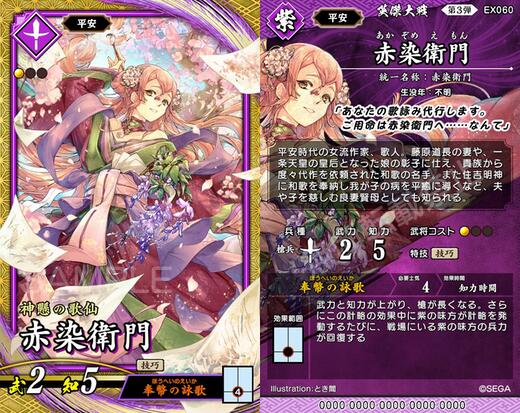 平安
神懸の歌仙
赤染衛門
技巧
武2 知5
ほうへいのえいか
奉幣の詠歌
4
SAMPLE
紫
平安
英傑大戦
第3弾
EX060
あかぞめえもん
赤染衛門
統一名称:赤染衛門
生没年:不明
「あなたの歌詠み代行します。
ご用命は赤染衛門へ……なんて」
平安時代の女流作家、歌人。藤原道長の妻や、一
条天皇の皇后となった娘の彰子に仕え、貴族から
度々代作を依頼された和歌の名手。また住吉明神
に和歌を奉納し我が子の病を平癒に導くなど、夫
や子を慈しむ良妻賢母としても知られる。
兵種 武力 知力 武将コスト
槍兵 2 5 特技 技巧
ほうへいのえいか
奉幣の詠歌
必要士気 4
効果時間 知力時間
効果範囲
武力と知力が上がり、槍が長くなる。さら
にこの計略の効果中に紫の味方が計略を発
動するたびに、戦場にいる紫の味方の兵力
が回復する
Illustration:とき間
©SEGA
0000 0000 0000 0000 0000